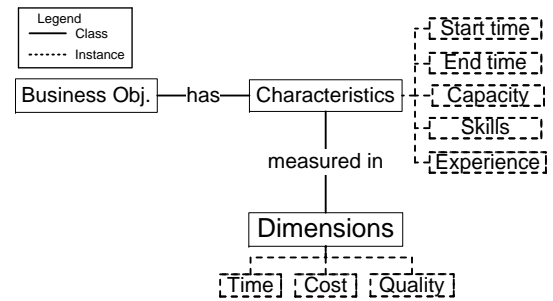 Legend
Class
Instance
Start time
End time
Business Obj.
has
Characteristics
Capacity
Skills
Experience
measured in
Dimensions
Time
Cost
Quality